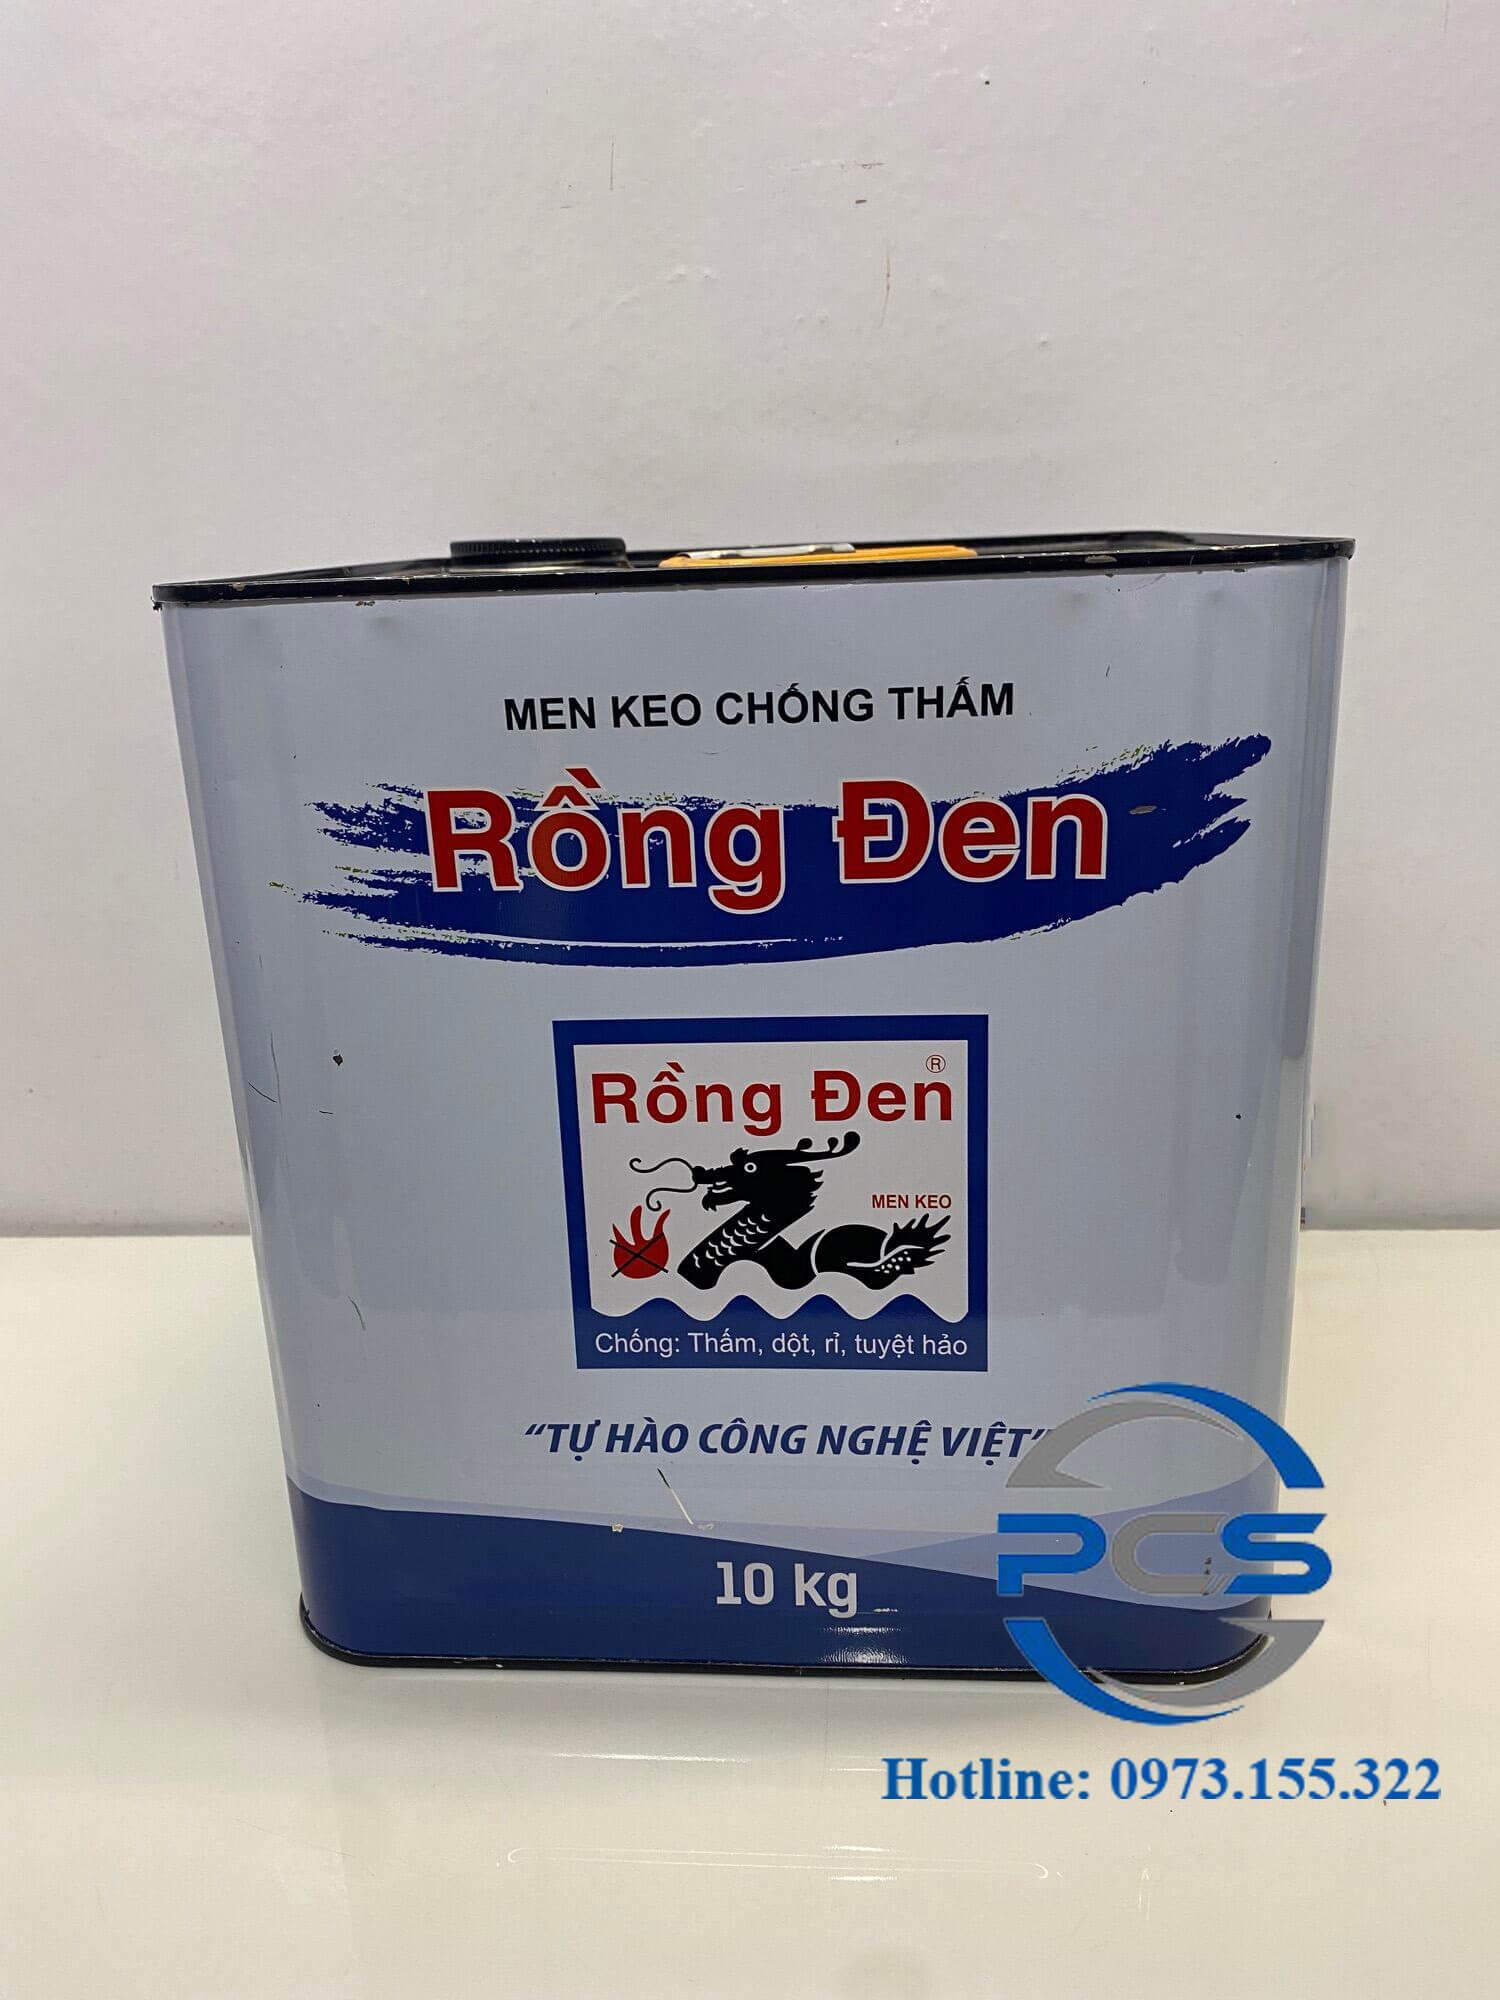 MEN KEO CHỐNG THẤM
Rồng Đen
Rồng Đen ®
MEN KEO
Chống: Thấm, dột, rỉ, tuyệt hảo
“TỰ HÀO CÔNG NGHỆ VIỆT”
10 kg
PCS
Hotline: 0973.155.322